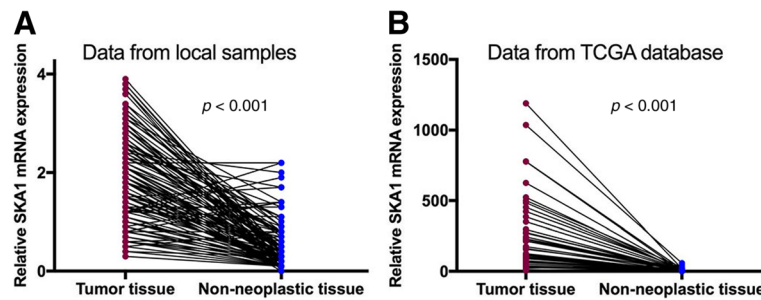 A
Data from local samples
Relative SKA1 mRNA expression
4
2
0
p < 0.001
Tumor tissue
Non-neoplastic tissue
B
Data from TCGA database
Relative SKA1 mRNA expression
1500
1000
500
0
p < 0.001
Tumor tissue
Non-neoplastic tissue